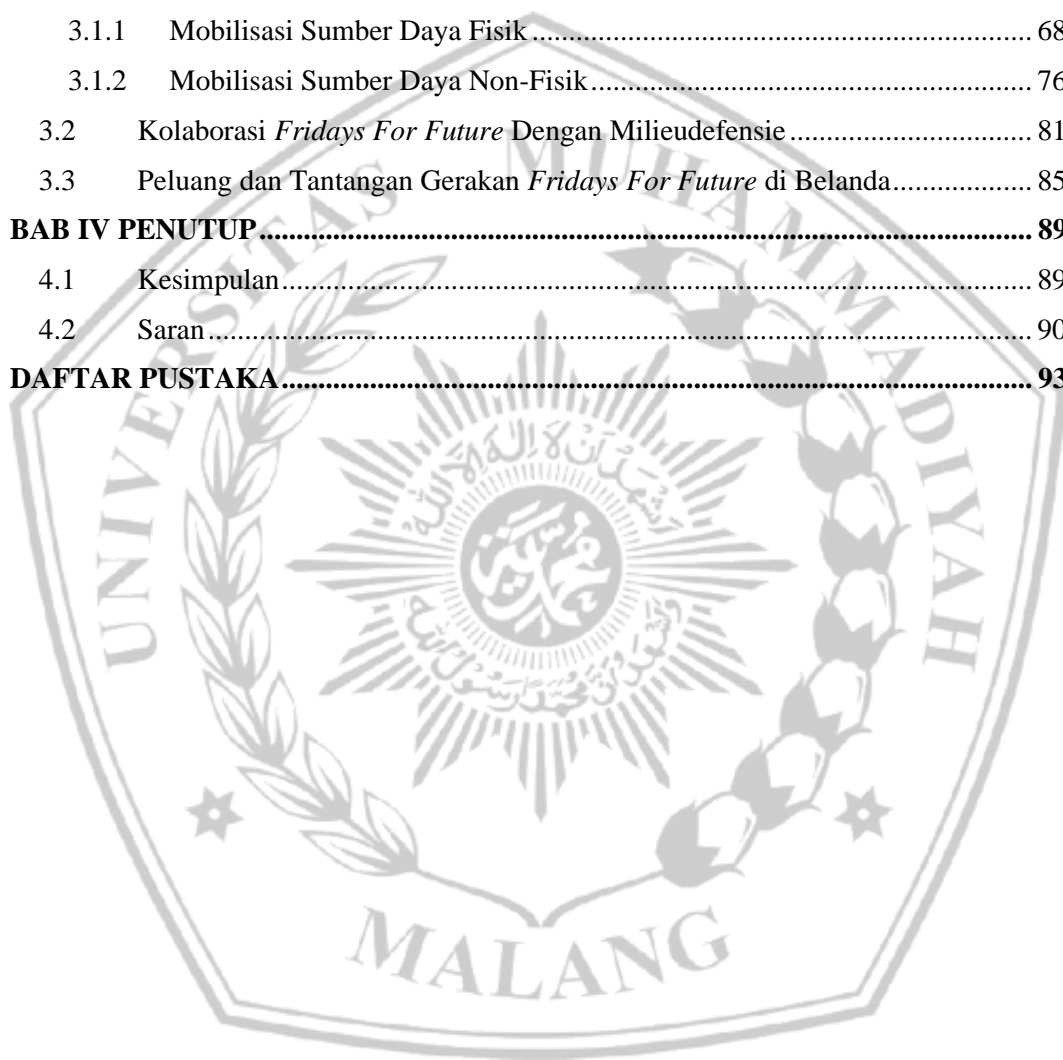 3.1.1 Mobilisasi Sumber Daya Fisik 68
3.1.2 Mobilisasi Sumber Daya Non-Fisik 76
3.2 Kolaborasi Fridays For Future Dengan Milieudefensie 81
3.3 Peluang dan Tantangan Gerakan Fridays For Future di Belanda 85
BAB IV PENUTUP 89
4.1 Kesimpulan 89
4.2 Saran 90
DAFTAR PUSTAKA 93
UNIVERSITAS MUHAMMADIYAH
MALANG